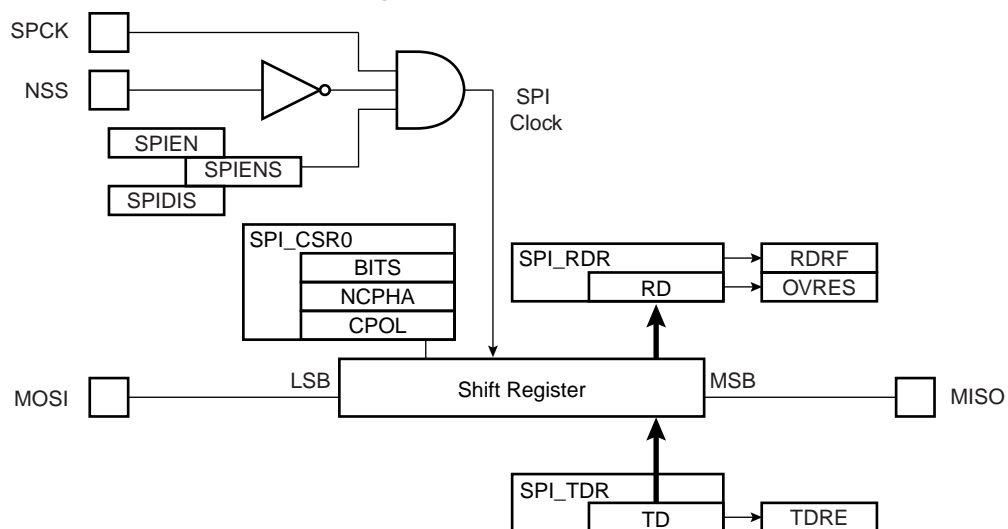 SPCK
NSS
SPI
Clock
SPIEN
SPIENS
SPIDIS
SPI_CSR0
BITS
NCPHA
CPOL
SPI_RDR
RD
RDRF
OVRES
LSB
Shift Register
MSB
MOSI
MISO
SPI_TDR
TD
TDRE